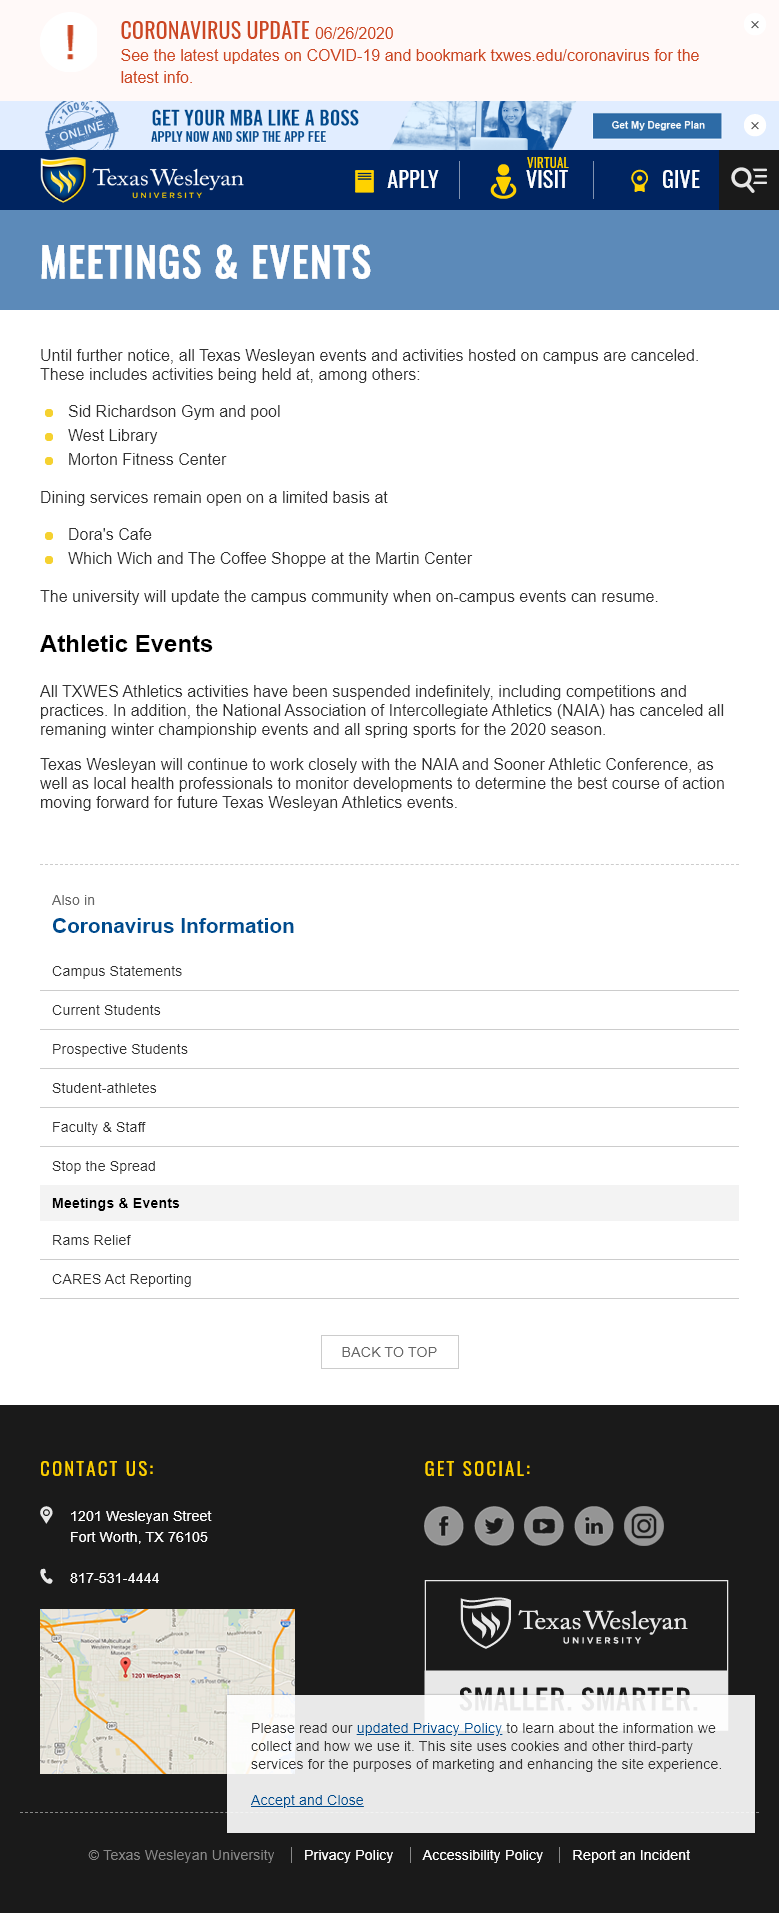 CORONAVIRUS UPDATE 06/26/2020
See the latest updates on COVID-19 and bookmark txwes.edu/coronavirus for the
latest info.
100%
ONLINE
GET YOUR MBA LIKE A BOSS
APPLY NOW AND SKIP THE APP FEE
Get My Degree Plan
Texas Wesleyan
UNIVERSITY
APPLY
VIRTUAL
VISIT
GIVE
MEETINGS & EVENTS
Until further notice, all Texas Wesleyan events and activities hosted on campus are canceled.
These includes activities being held at, among others:
Sid Richardson Gym and pool
West Library
Morton Fitness Center
Dining services remain open on a limited basis at
Dora's Cafe
Which Wich and The Coffee Shoppe at the Martin Center
The university will update the campus community when on-campus events can resume.
Athletic Events
All TXWES Athletics activities have been suspended indefinitely, including competitions and
practices. In addition, the National Association of Intercollegiate Athletics (NAIA) has canceled all
remaning winter championship events and all spring sports for the 2020 season.
Texas Wesleyan will continue to work closely with the NAIA and Sooner Athletic Conference, as
well as local health professionals to monitor developments to determine the best course of action
moving forward for future Texas Wesleyan Athletics events.
Also in
Coronavirus Information
Campus Statements
Current Students
Prospective Students
Student-athletes
Faculty & Staff
Stop the Spread
Meetings & Events
Rams Relief
CARES Act Reporting
BACK TO TOP
CONTACT US:
1201 Wesleyan Street
Fort Worth, TX 76105
817-531-4444
National Multicultural
Western Heritage
Museum
Dollar Tree
1201 Wesleyan St
US Post Office
E Berry St
GET SOCIAL:
Texas Wesleyan
UNIVERSITY
SMALLER. SMARTER.
Please read our updated Privacy Policy to learn about the information we
collect and how we use it. This site uses cookies and other third-party
services for the purposes of marketing and enhancing the site experience.
Accept and Close
© Texas Wesleyan University
Privacy Policy
Accessibility Policy
Report an Incident